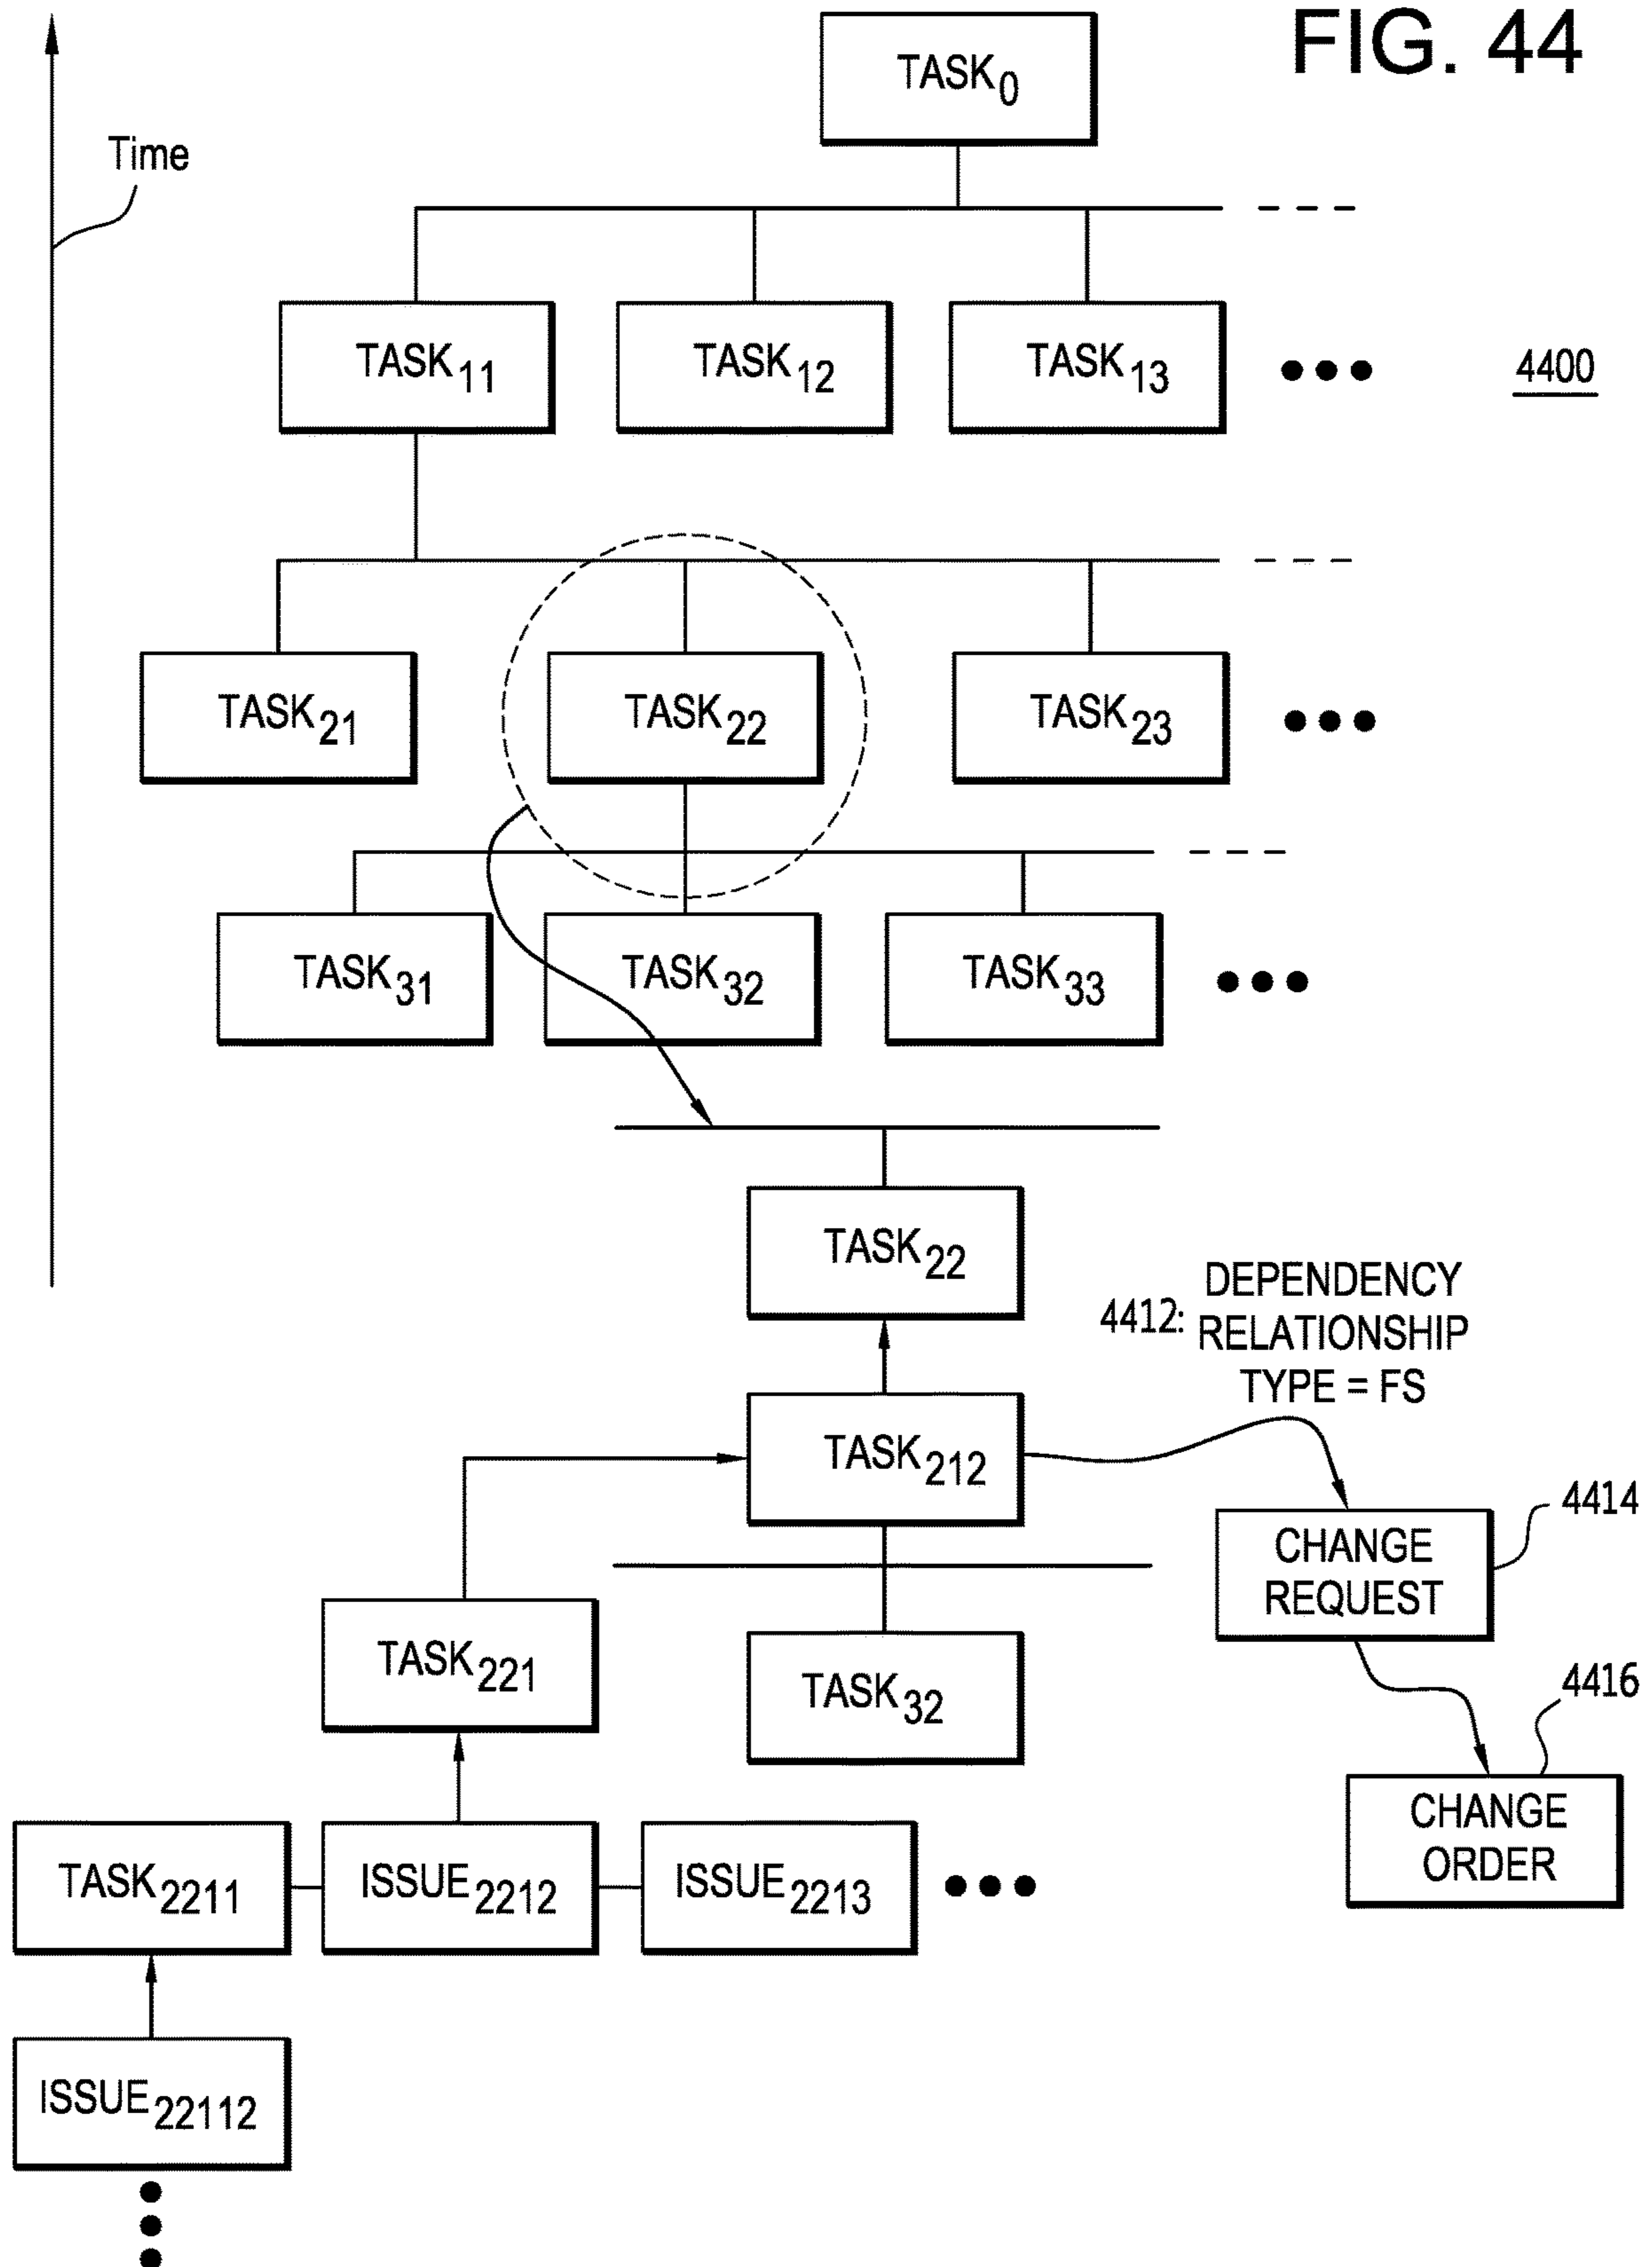 FIG. 44
Time
TASK0
TASK11
TASK12
TASK13
4400
TASK21
TASK22
TASK23
TASK31
TASK32
TASK33
TASK22
4412: DEPENDENCY
RELATIONSHIP
TYPE = FS
TASK212
4414
CHANGE
REQUEST
TASK221
TASK32
4416
CHANGE
ORDER
TASK2211
ISSUE2212
ISSUE2213
ISSUE22112